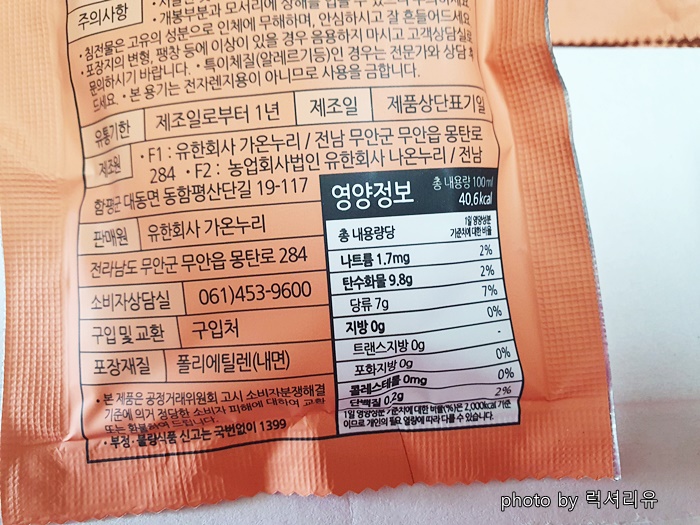 주의사항
• 개봉부분과 모서리에 상해를 입을 수 있으니 주의하세요
• 침전물은 고유의 성분으로 인체에 무해하며, 안심하시고 잘 흔들어드세요
• 포장지의 변형, 팽창 등에 이상이 있을 경우 음용하지 마시고 고객상담실로
문의하시기 바랍니다. • 특이체질(알레르기등)인 경우는 전문가와 상담 후
드세요. • 본 용기는 전자렌지용이 아니므로 사용을 금합니다.
유통기한 제조일로부터 1년 제조일 제품상단표기일
제조원 • F1 : 유한회사 가온누리 / 전남 무안군 무안읍 몽탄로
284 • F2 : 농업회사법인 유한회사 나온누리 / 전남
함평군 대동면 동함평산단길 19-117
판매원 유한회사 가온누리
전라남도 무안군 무안읍 몽탄로 284
소비자상담실 061)453-9600
구입 및 교환 구입처
포장재질 폴리에틸렌(내면)
• 본 제품은 공정거래위원회 고시 소비자분쟁해결
기준에 의거 정당한 소비자 피해에 대하여 교환
또는 환불하여 드립니다.
• 부정·불량식품 신고는 국번없이 1399
영양정보 총 내용량 100ml
40.6kcal
총 내용량당 1일 영양성분
기준치에 대한 비율
나트륨 1.7mg 2%
탄수화물 9.8g 2%
당류 7g 7%
지방 0g 0%
트랜스지방 0g -
포화지방 0g 0%
콜레스테롤 0mg 0%
단백질 0.2g 2%
1일 영양성분 기준치에 대한 비율(%)은 2,000kcal 기준
이므로 개인의 필요 열량에 따라 다를 수 있습니다.
photo by 럭셔리유